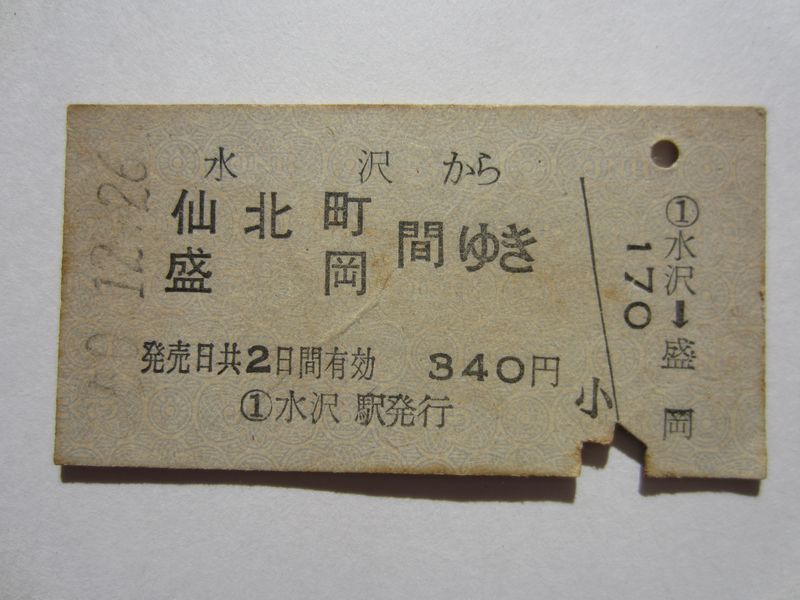 水沢から
仙北町
盛岡
間ゆき
発売日共2日間有効 340円
①水沢駅発行
小
①水沢→盛岡
170
12.26